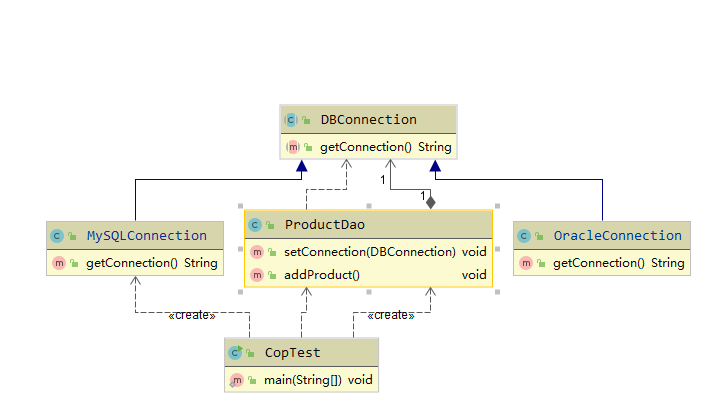 DBConnection
getConnection() String
1
1
MySQLConnection
getConnection() String
ProductDao
setConnection(DBConnection) void
addProduct() void
OracleConnection
getConnection() String
«create»
«create»
CopTest
main(String[]) void